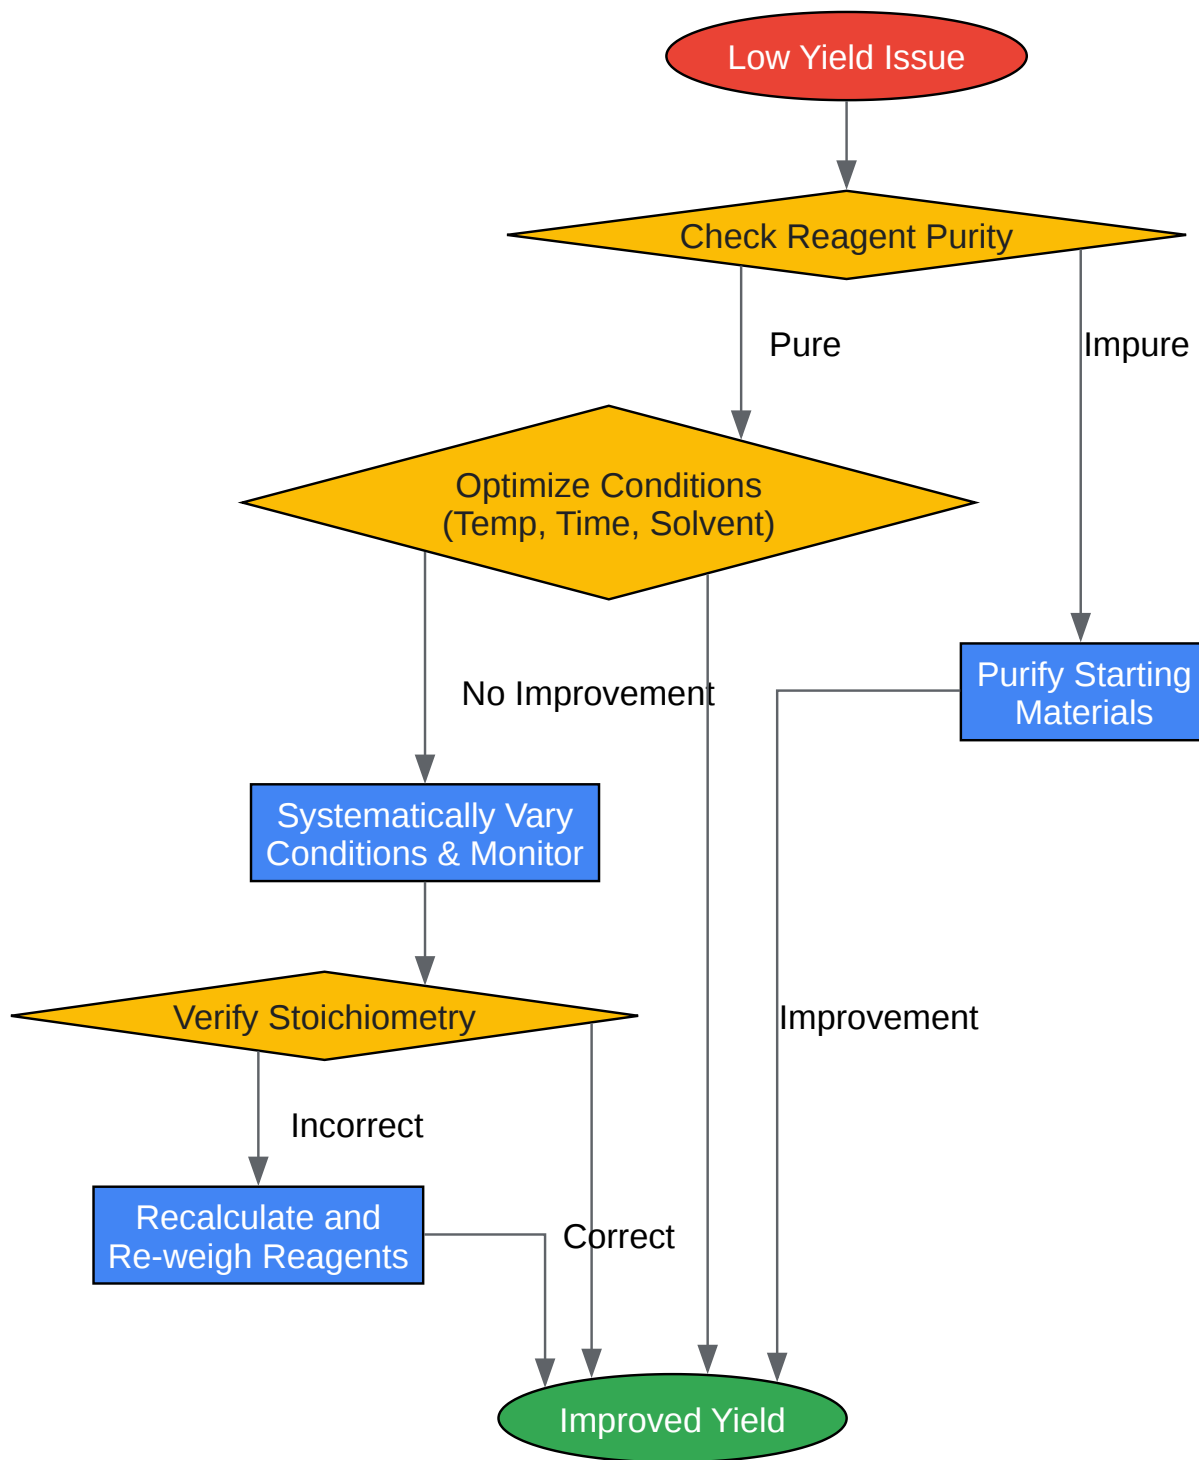 Low Yield Issue
Check Reagent Purity
Pure
Impure
Optimize Conditions
(Temp, Time, Solvent)
No Improvement
Purify Starting
Materials
Systematically Vary
Conditions & Monitor
Verify Stoichiometry
Improvement
Incorrect
Recalculate and
Re-weigh Reagents
Correct
Improved Yield